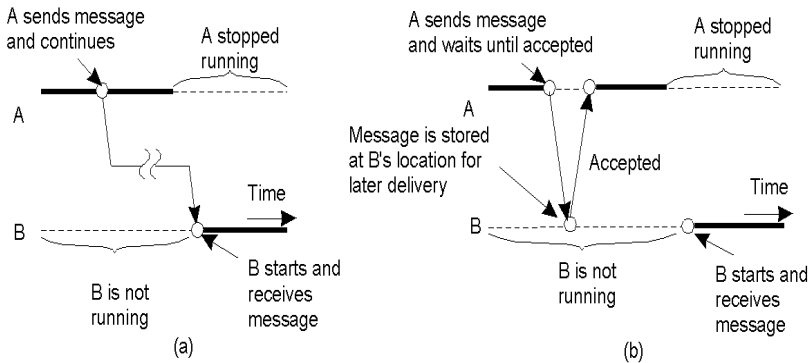 A sends message
and continues
A stopped
running
A
Time
B
B is not
running
B starts and
receives
message
(a)
A sends message
and waits until accepted
A stopped
running
A
Message is stored
at B's location for
later delivery
Accepted
Time
B
B is not
running
B starts and
receives
message
(b)